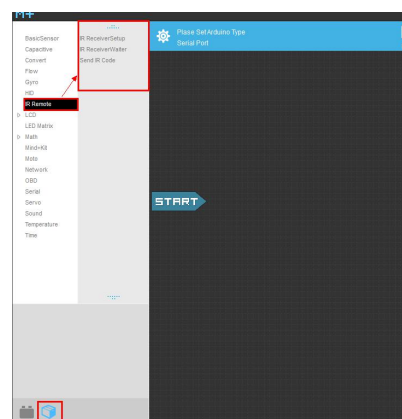 M+
BasicSensor
Capacitive
Convert
Flow
Gyro
HID
IR Remote
LCD
LED Matrix
Math
Mind+Kit
Moto
Network
OBD
Serial
Servo
Sound
Temperature
Time
IR ReceiverSetup
IR ReceiverWaiter
Send IR Code
Plase Set Arduino Type
Serial Port
START